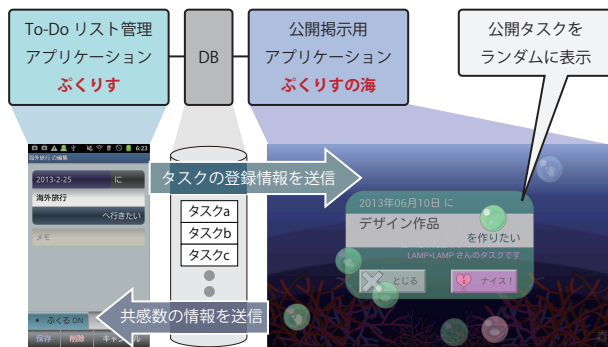 To-Do リスト管理
アプリケーション
ぷくりす
DB
公開掲示用
アプリケーション
ぷくりすの海
公開タスクを
ランダムに表示
6:23
海外旅行 の編集
2013-2-25 に
海外旅行
へ行きたい
メモ
ぷくる ON
保存 削除 キャンセル
タスクの登録情報を送信
タスクa
タスクb
タスクc
共感数の情報を送信
2013年06月10日 に
デザイン作品
を作りたい
LAMP・LAMP さんのタスクです
とじる
ナイス！